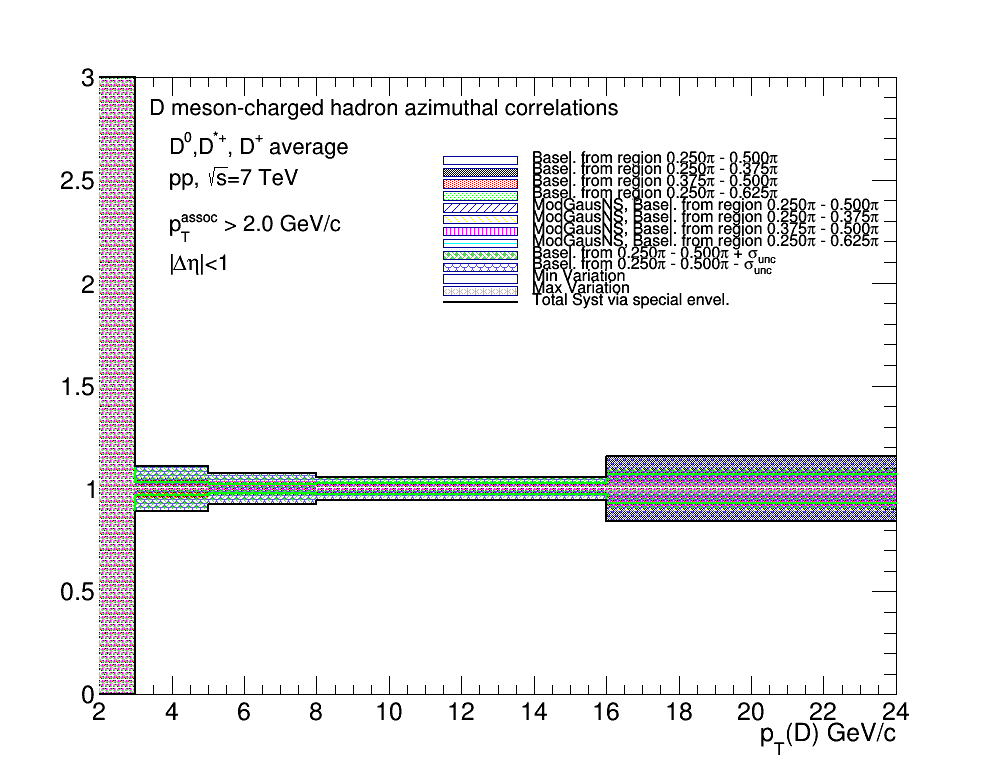 D meson-charged hadron azimuthal correlations
D⁰,D*⁺, D⁺ average
pp, √s=7 TeV
p_T^assoc > 2.0 GeV/c
|Δη|<1
Basel. from region 0.250π - 0.500π
Basel. from region 0.250π - 0.375π
Basel. from region 0.375π - 0.500π
Basel. from region 0.250π - 0.625π
ModGausNS, Basel. from region 0.250π - 0.500π
ModGausNS, Basel. from region 0.250π - 0.375π
ModGausNS, Basel. from region 0.375π - 0.500π
ModGausNS, Basel. from region 0.250π - 0.625π
Basel. from 0.250π - 0.500π + σ_unc
Basel. from 0.250π - 0.500π - σ_unc
Min Variation
Max Variation
Total Syst via special envel.
3
2.5
2
1.5
1
0.5
0
2 4 6 8 10 12 14 16 18 20 22 24
p_T(D) GeV/c